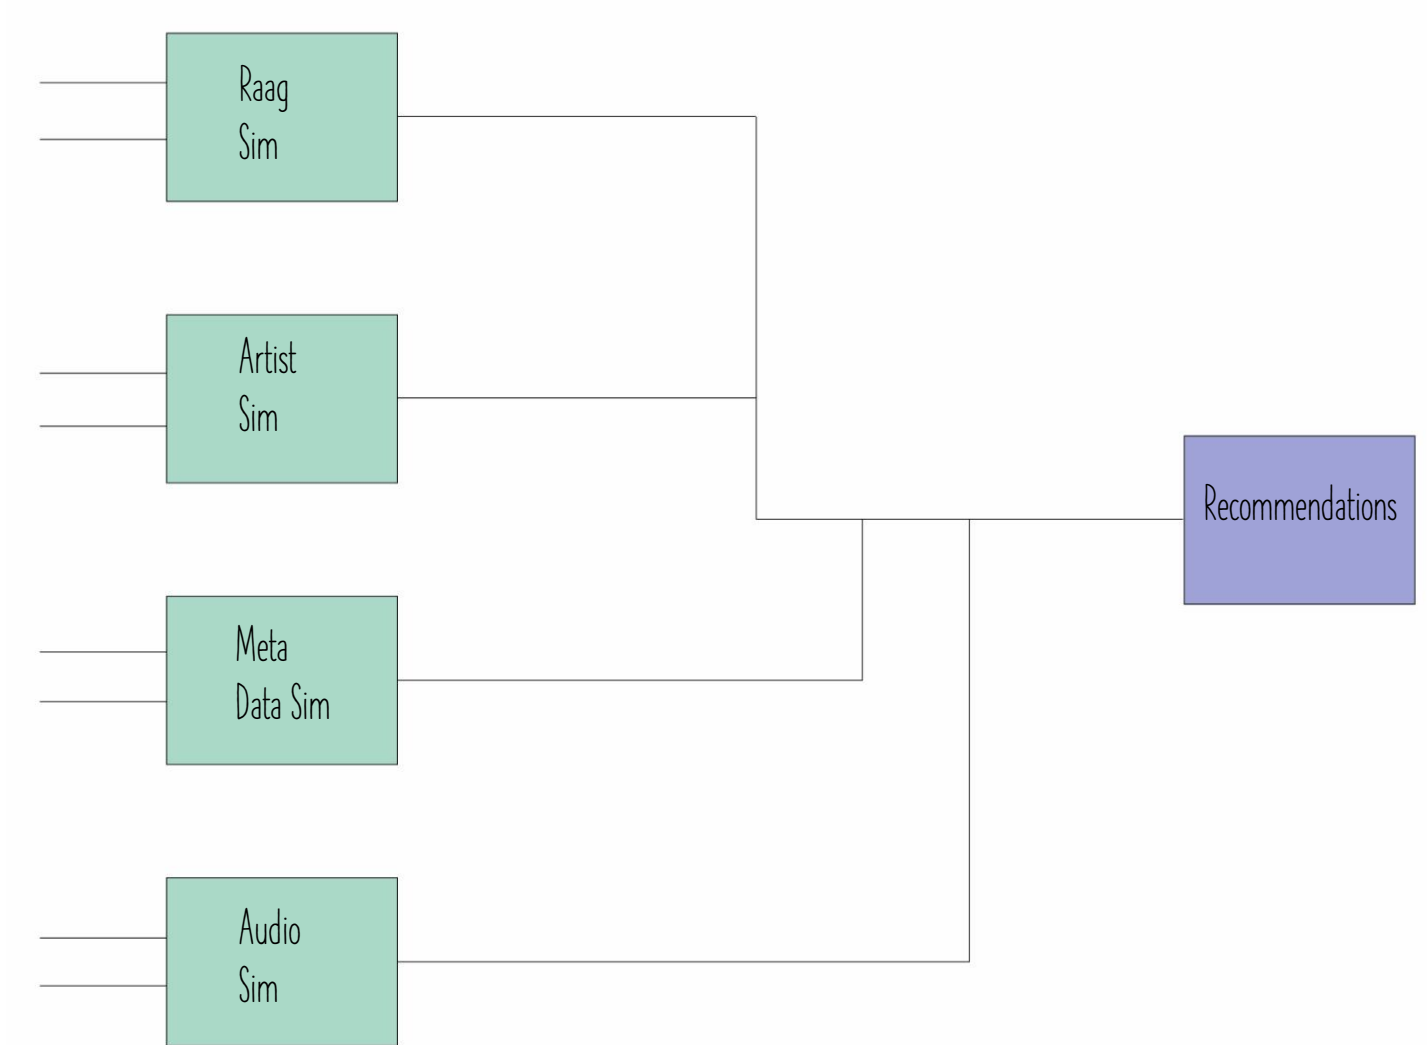 Raag
Sim
Artist
Sim
Recommendations
Meta
Data Sim
Audio
Sim